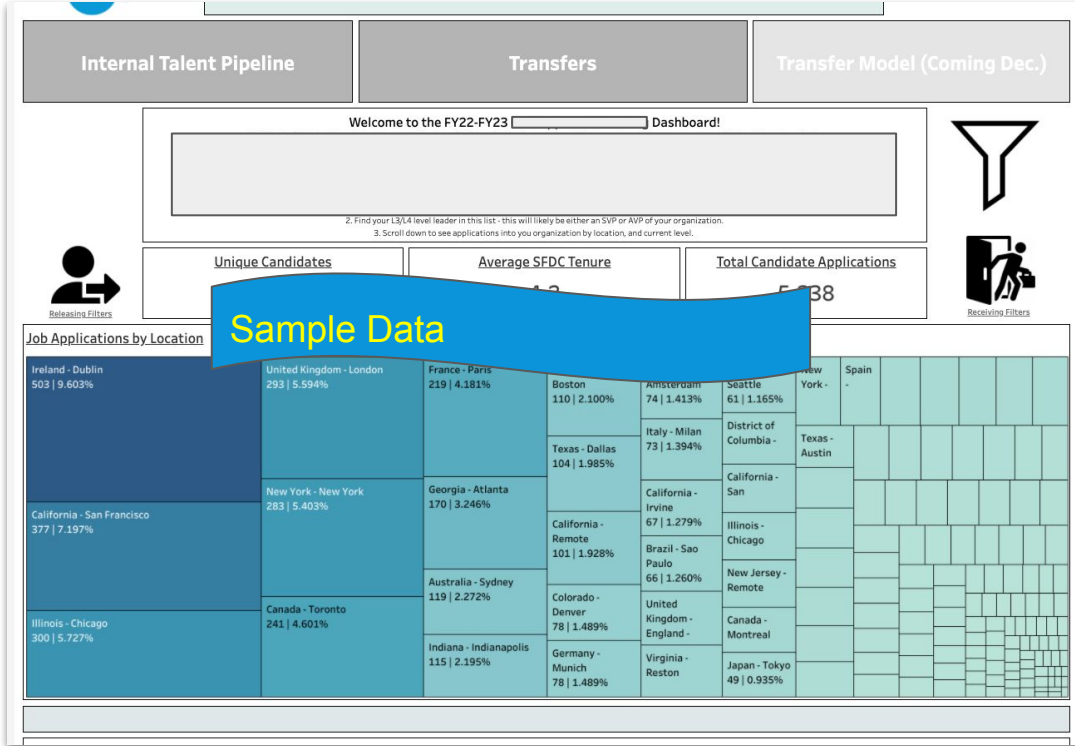 Internal Talent Pipeline
Transfers
Transfer Model (Coming Dec.)
Welcome to the FY22-FY23
Dashboard!
2. Find your L3/L4 level leader in this list - this will likely be either an SVP or AVP of your organization.
3. Scroll down to see applications into you organization by location, and current level.
Unique Candidates
Average SFDC Tenure
Total Candidate Applications
Releasing Filters
Receiving Filters
Sample Data
Job Applications by Location
Ireland - Dublin
503 | 9.603%
California - San Francisco
377 | 7.197%
Illinois - Chicago
300 | 5.727%
United Kingdom - London
293 | 5.594%
New York - New York
283 | 5.403%
Canada - Toronto
241 | 4.601%
France - Paris
219 | 4.181%
Georgia - Atlanta
170 | 3.246%
Australia - Sydney
119 | 2.272%
Indiana - Indianapolis
115 | 2.195%
Boston
110 | 2.100%
Texas - Dallas
104 | 1.985%
California -
Remote
101 | 1.928%
Colorado -
Denver
78 | 1.489%
Germany -
Munich
78 | 1.489%
Amsterdam
74 | 1.413%
Italy - Milan
73 | 1.394%
California -
Irvine
67 | 1.279%
Brazil - Sao
Paulo
66 | 1.260%
United
Kingdom -
England -
Virginia -
Reston
Seattle
61 | 1.165%
District of
Columbia -
California -
San
Illinois -
Chicago
New Jersey -
Remote
Canada -
Montreal
Japan - Tokyo
49 | 0.935%
New
York -
Texas -
Austin
Spain
-